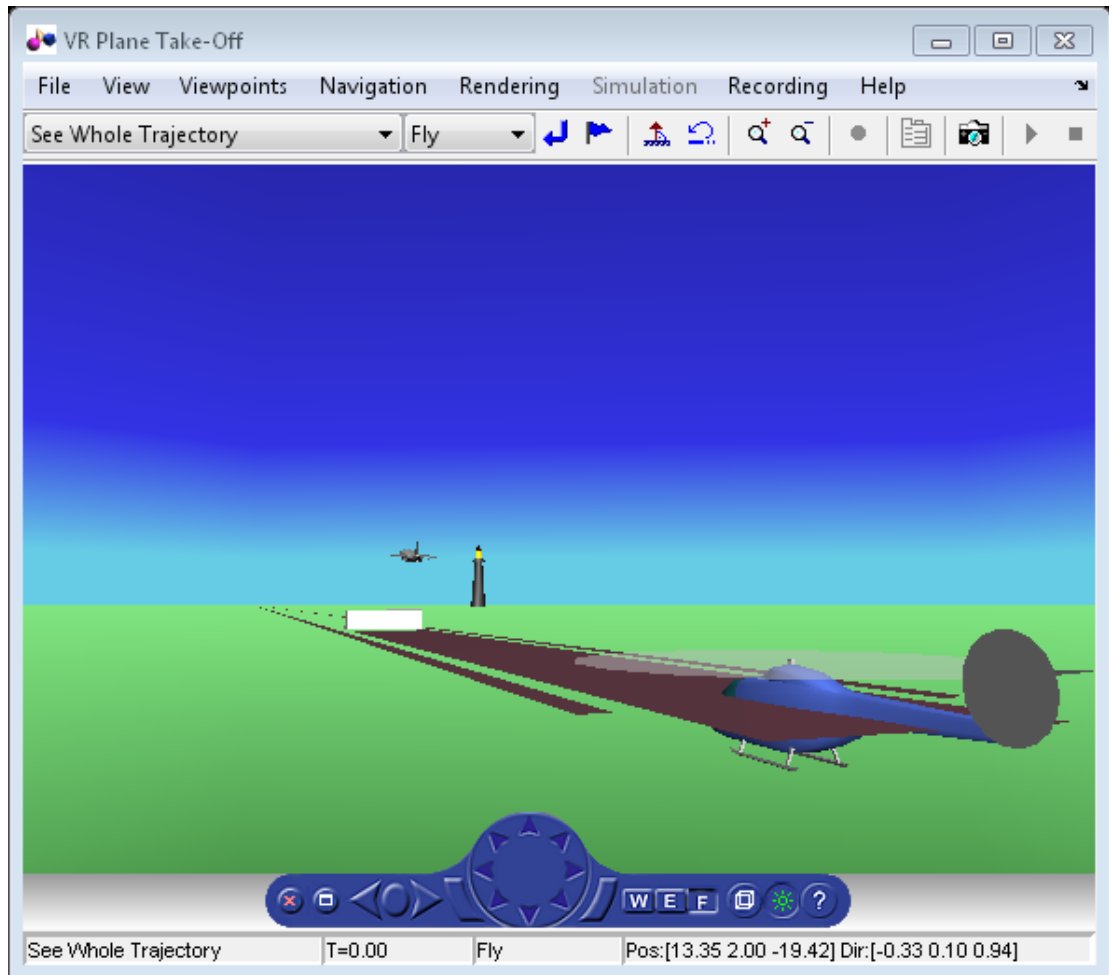 VR Plane Take-Off
File View Viewpoints Navigation Rendering Simulation Recording Help
See Whole Trajectory Fly
W E F ?
See Whole Trajectory T=0.00 Fly Pos:[13.35 2.00 -19.42] Dir:[-0.33 0.10 0.94]